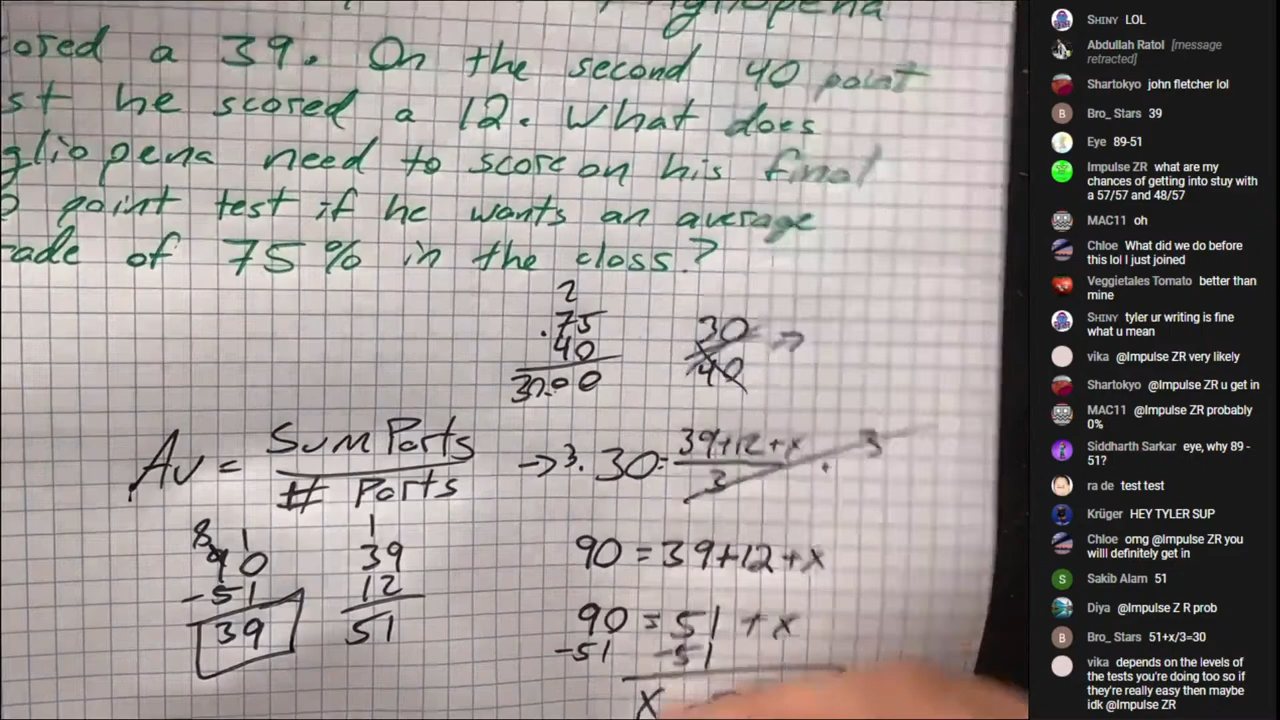 ored a 39. On the second 40 point
st he scored a 12. What does
gliopena need to score on his final
point test if he wants an average
rade of 75% in the class?
2
.75
40
30.00
30
40
Av = Sum Parts
# Parts
→ 3. 30 = 39+12+x
3
. 3
8 1
90
-51
39
1
39
12
51
90 = 39+12+x
90 = 51 + x
-51 -51
x
SHINY LOL
Abdullah Ratol [message
retracted]
Shartokyo john fletcher lol
Bro_ Stars 39
Eye 89-51
Impulse ZR what are my
chances of getting into stuy with
a 57/57 and 48/57
MAC11 oh
Chloe What did we do before
this lol I just joined
Veggietales Tomato better than
mine
SHINY tyler ur writing is fine
what u mean
vika @Impulse ZR very likely
Shartokyo @Impulse ZR u get in
MAC11 @Impulse ZR probably
0%
Siddharth Sarkar eye, why 89 -
51?
ra de test test
Krüger HEY TYLER SUP
Chloe omg @Impulse ZR you
willl definitely get in
S
Sakib Alam 51
Diya @Impulse Z R prob
B
Bro_ Stars 51+x/3=30
vika depends on the levels of
the tests you're doing too so if
they're really easy then maybe
idk @Impulse ZR